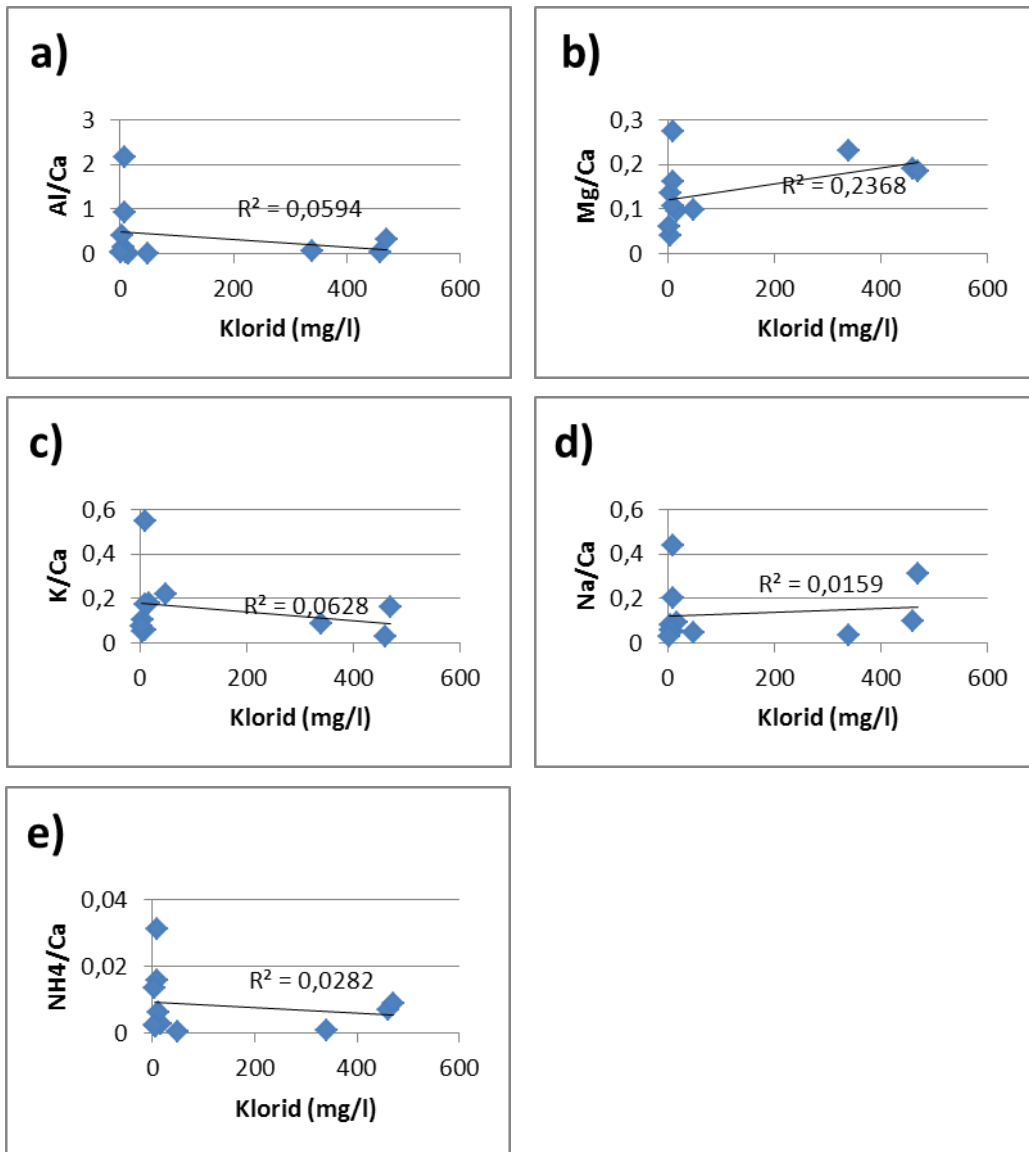 a)
3
2
1
0
Al/Ca
R² = 0,0594
0 200 400 600
Klorid (mg/l)
b)
0,3
0,2
0,1
0
Mg/Ca
R² = 0,2368
0 200 400 600
Klorid (mg/l)
c)
0,6
0,4
0,2
0
K/Ca
R² = 0,0628
0 200 400 600
Klorid (mg/l)
d)
0,6
0,4
0,2
0
Na/Ca
R² = 0,0159
0 200 400 600
Klorid (mg/l)
e)
0,04
0,02
0
NH4/Ca
R² = 0,0282
0 200 400 600
Klorid (mg/l)